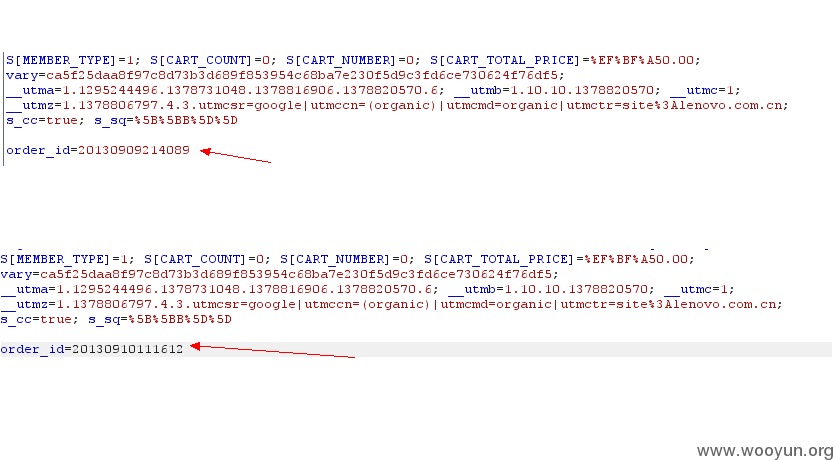 S[MEMBER_TYPE]=1; S[CART_COUNT]=0; S[CART_NUMBER]=0; S[CART_TOTAL_PRICE]=%EF%BF%A50.00;
vary=ca5f25daa8f97c8d73b3d689f853954c68ba7e230f5d9c3fd6ce730624f76df5;
__utma=1.1295244496.1378731048.1378816906.1378820570.6; __utmb=1.10.10.1378820570; __utmc=1;
__utmz=1.1378806797.4.3.utmcsr=google|utmccn=(organic)|utmcmd=organic|utmctr=site%3Alenovo.com.cn;
s_cc=true; s_sq=%5B%5BB%5D%5D
order_id=20130909214089
S[MEMBER_TYPE]=1; S[CART_COUNT]=0; S[CART_NUMBER]=0; S[CART_TOTAL_PRICE]=%EF%BF%A50.00;
vary=ca5f25daa8f97c8d73b3d689f853954c68ba7e230f5d9c3fd6ce730624f76df5;
__utma=1.1295244496.1378731048.1378816906.1378820570.6; __utmb=1.10.10.1378820570; __utmc=1;
__utmz=1.1378806797.4.3.utmcsr=google|utmccn=(organic)|utmcmd=organic|utmctr=site%3Alenovo.com.cn;
s_cc=true; s_sq=%5B%5BB%5D%5D
order_id=20130910111612
www.wooyun.org